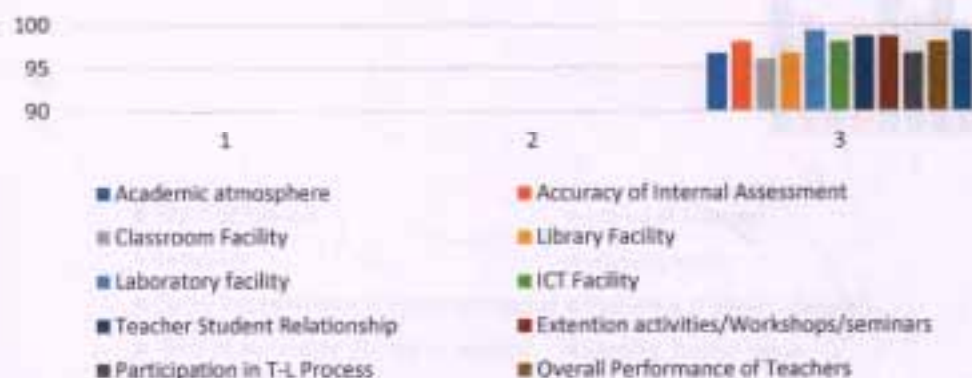 100
95
90
1 2 3
Academic atmosphere Accuracy of Internal Assessment
Classroom Facility Library Facility
Laboratory facility ICT Facility
Teacher Student Relationship Extention activities/Workshops/seminars
Participation in T-L Process Overall Performance of Teachers